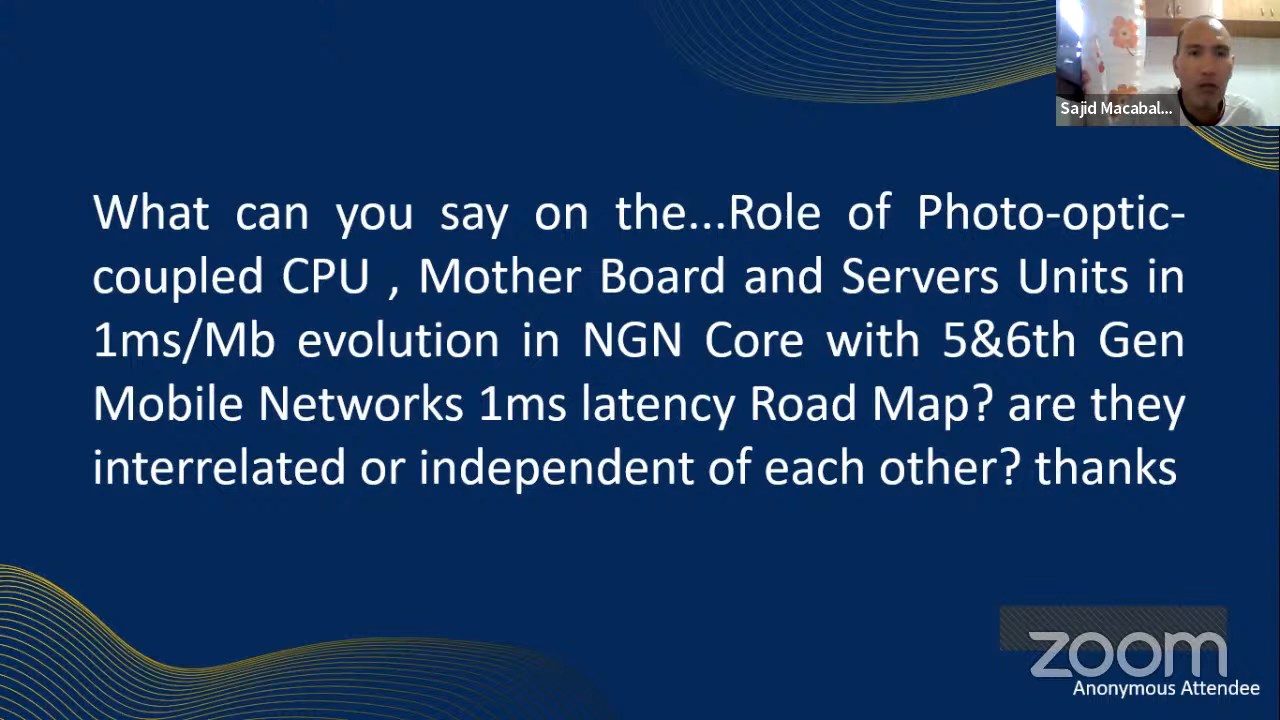 Sajid Macabal...
What can you say on the...Role of Photo-optic-
coupled CPU , Mother Board and Servers Units in
1ms/Mb evolution in NGN Core with 5&6th Gen
Mobile Networks 1ms latency Road Map? are they
interrelated or independent of each other? thanks
zoom
Anonymous Attendee